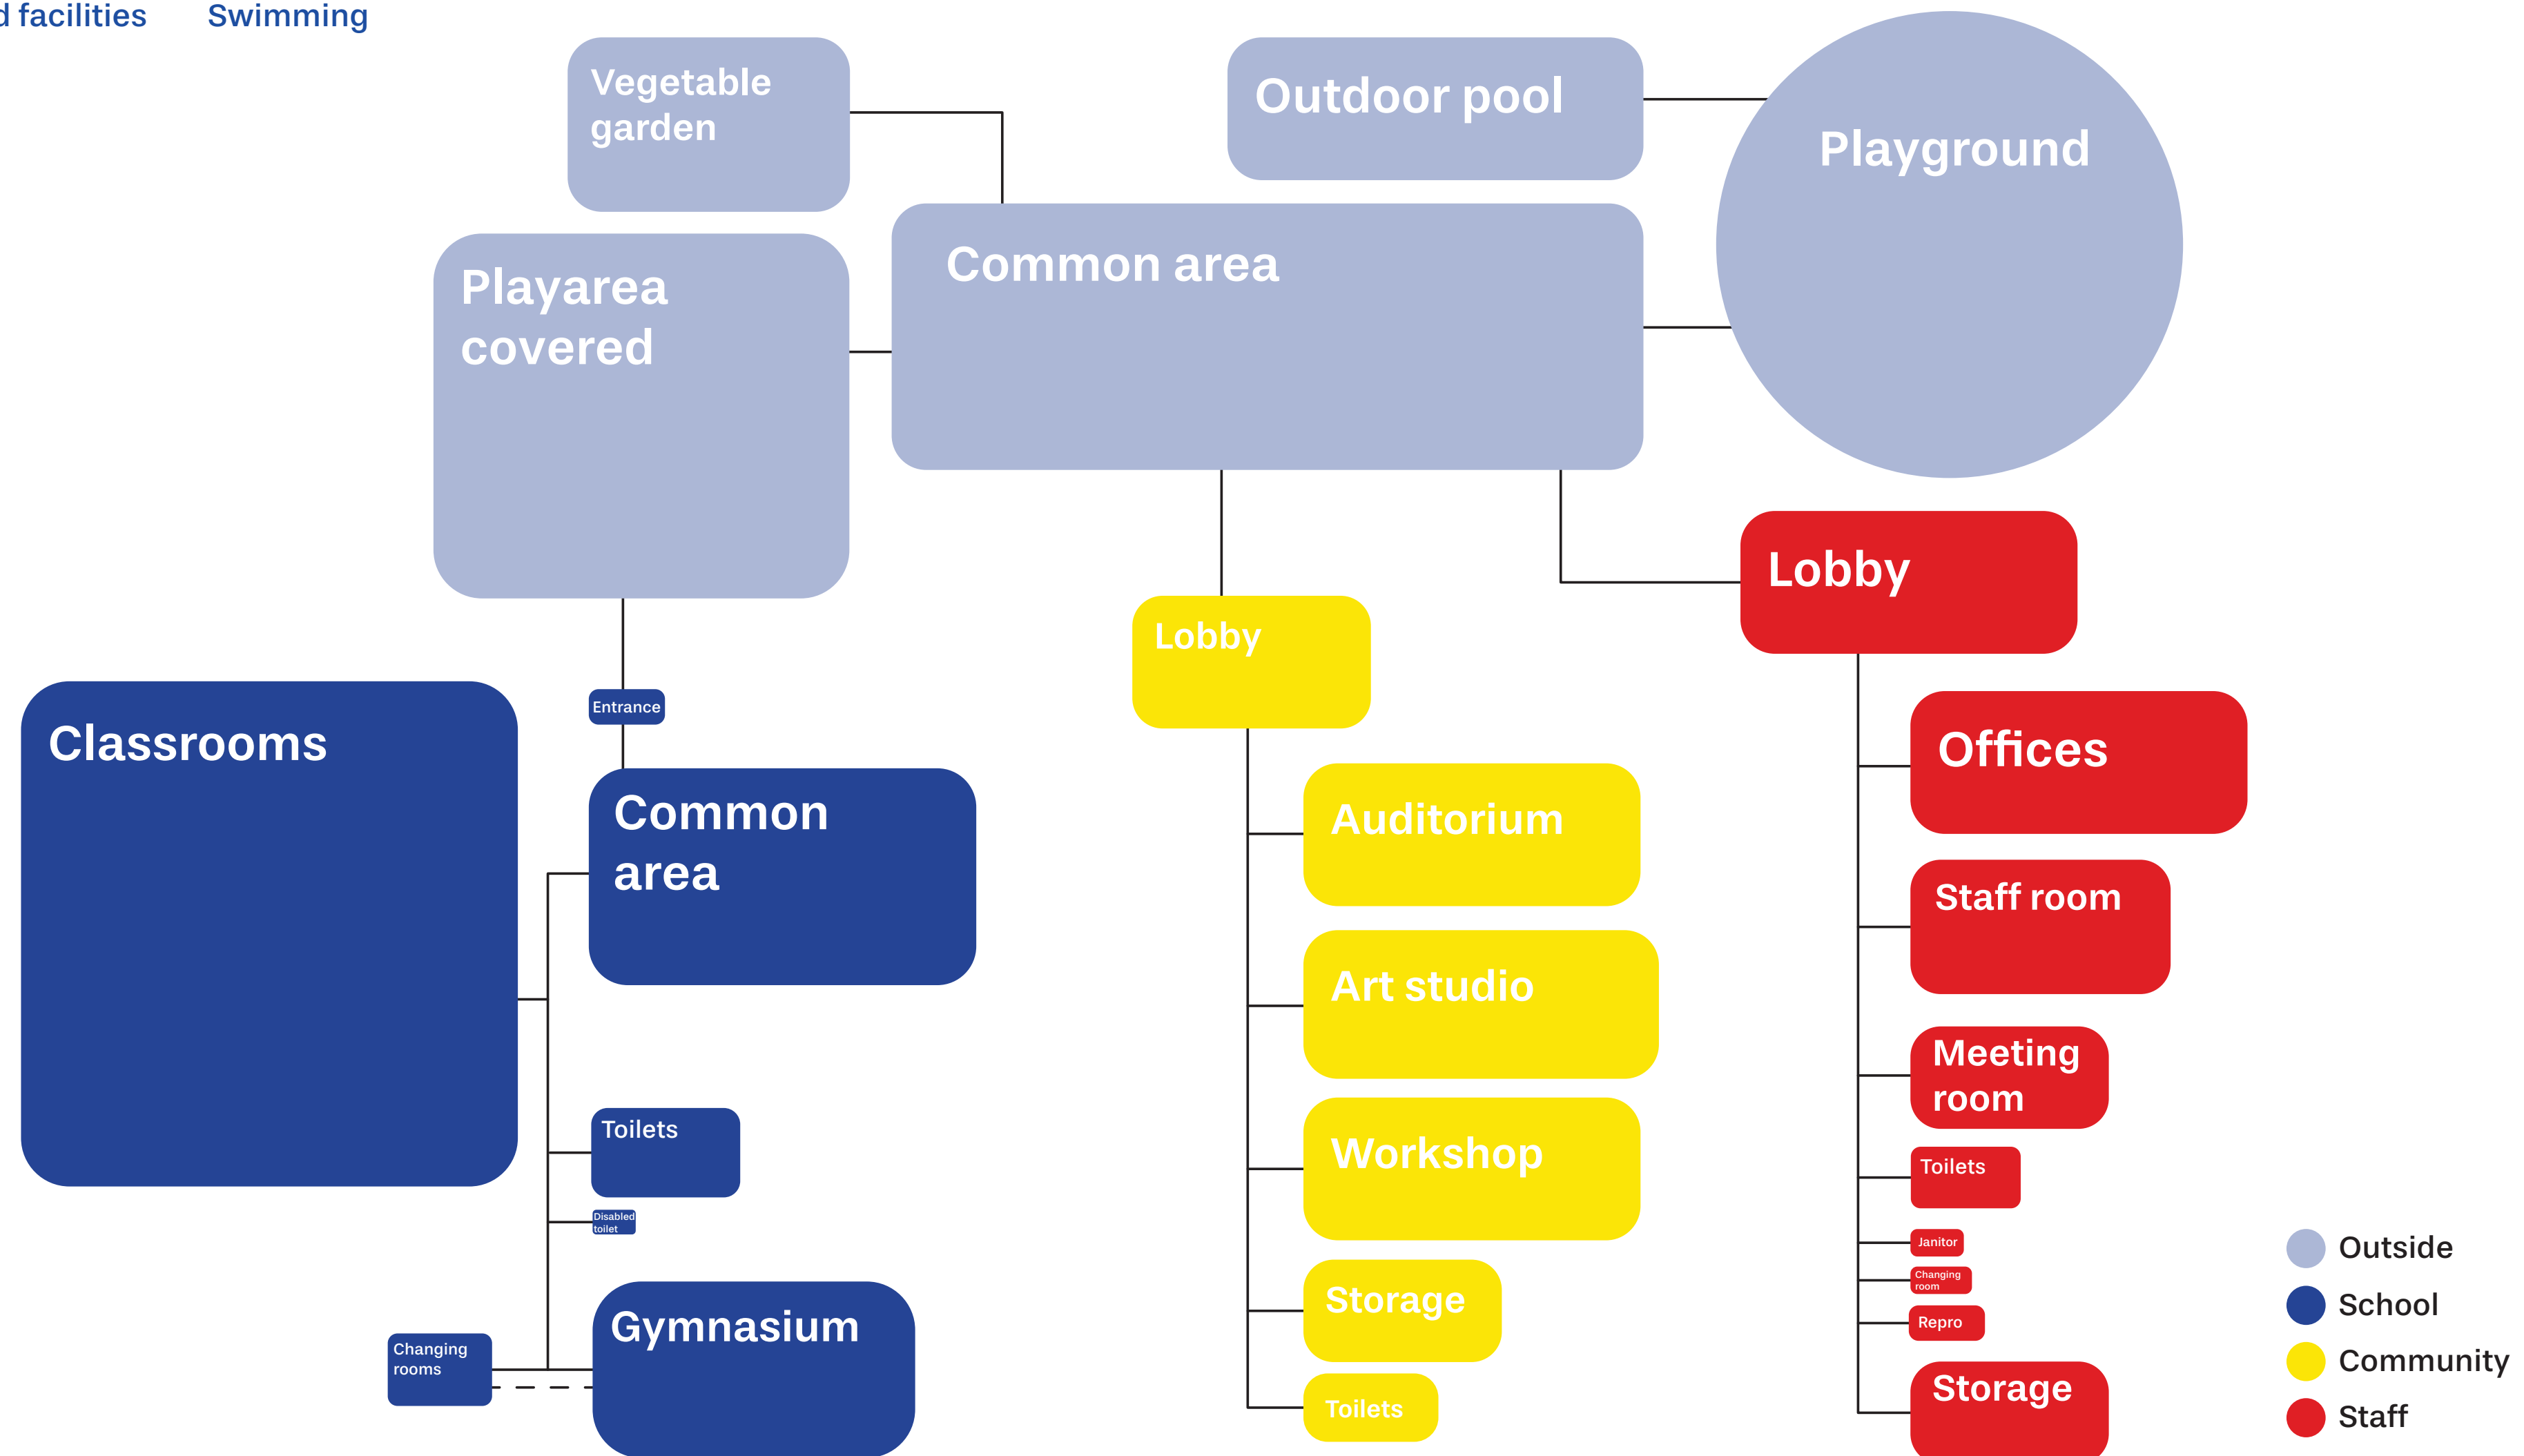 facilities
Swimming
Vegetable
garden
Outdoor pool
Playground
Playarea
covered
Common area
Lobby
Lobby
Entrance
Classrooms
Common
area
Offices
Auditorium
Staff room
Art studio
Meeting
room
Toilets
Workshop
Toilets
Disabled
toilet
Janitor
Changing
room
Repro
Gymnasium
Changing
rooms
Storage
Storage
Toilets
Outside
School
Community
Staff